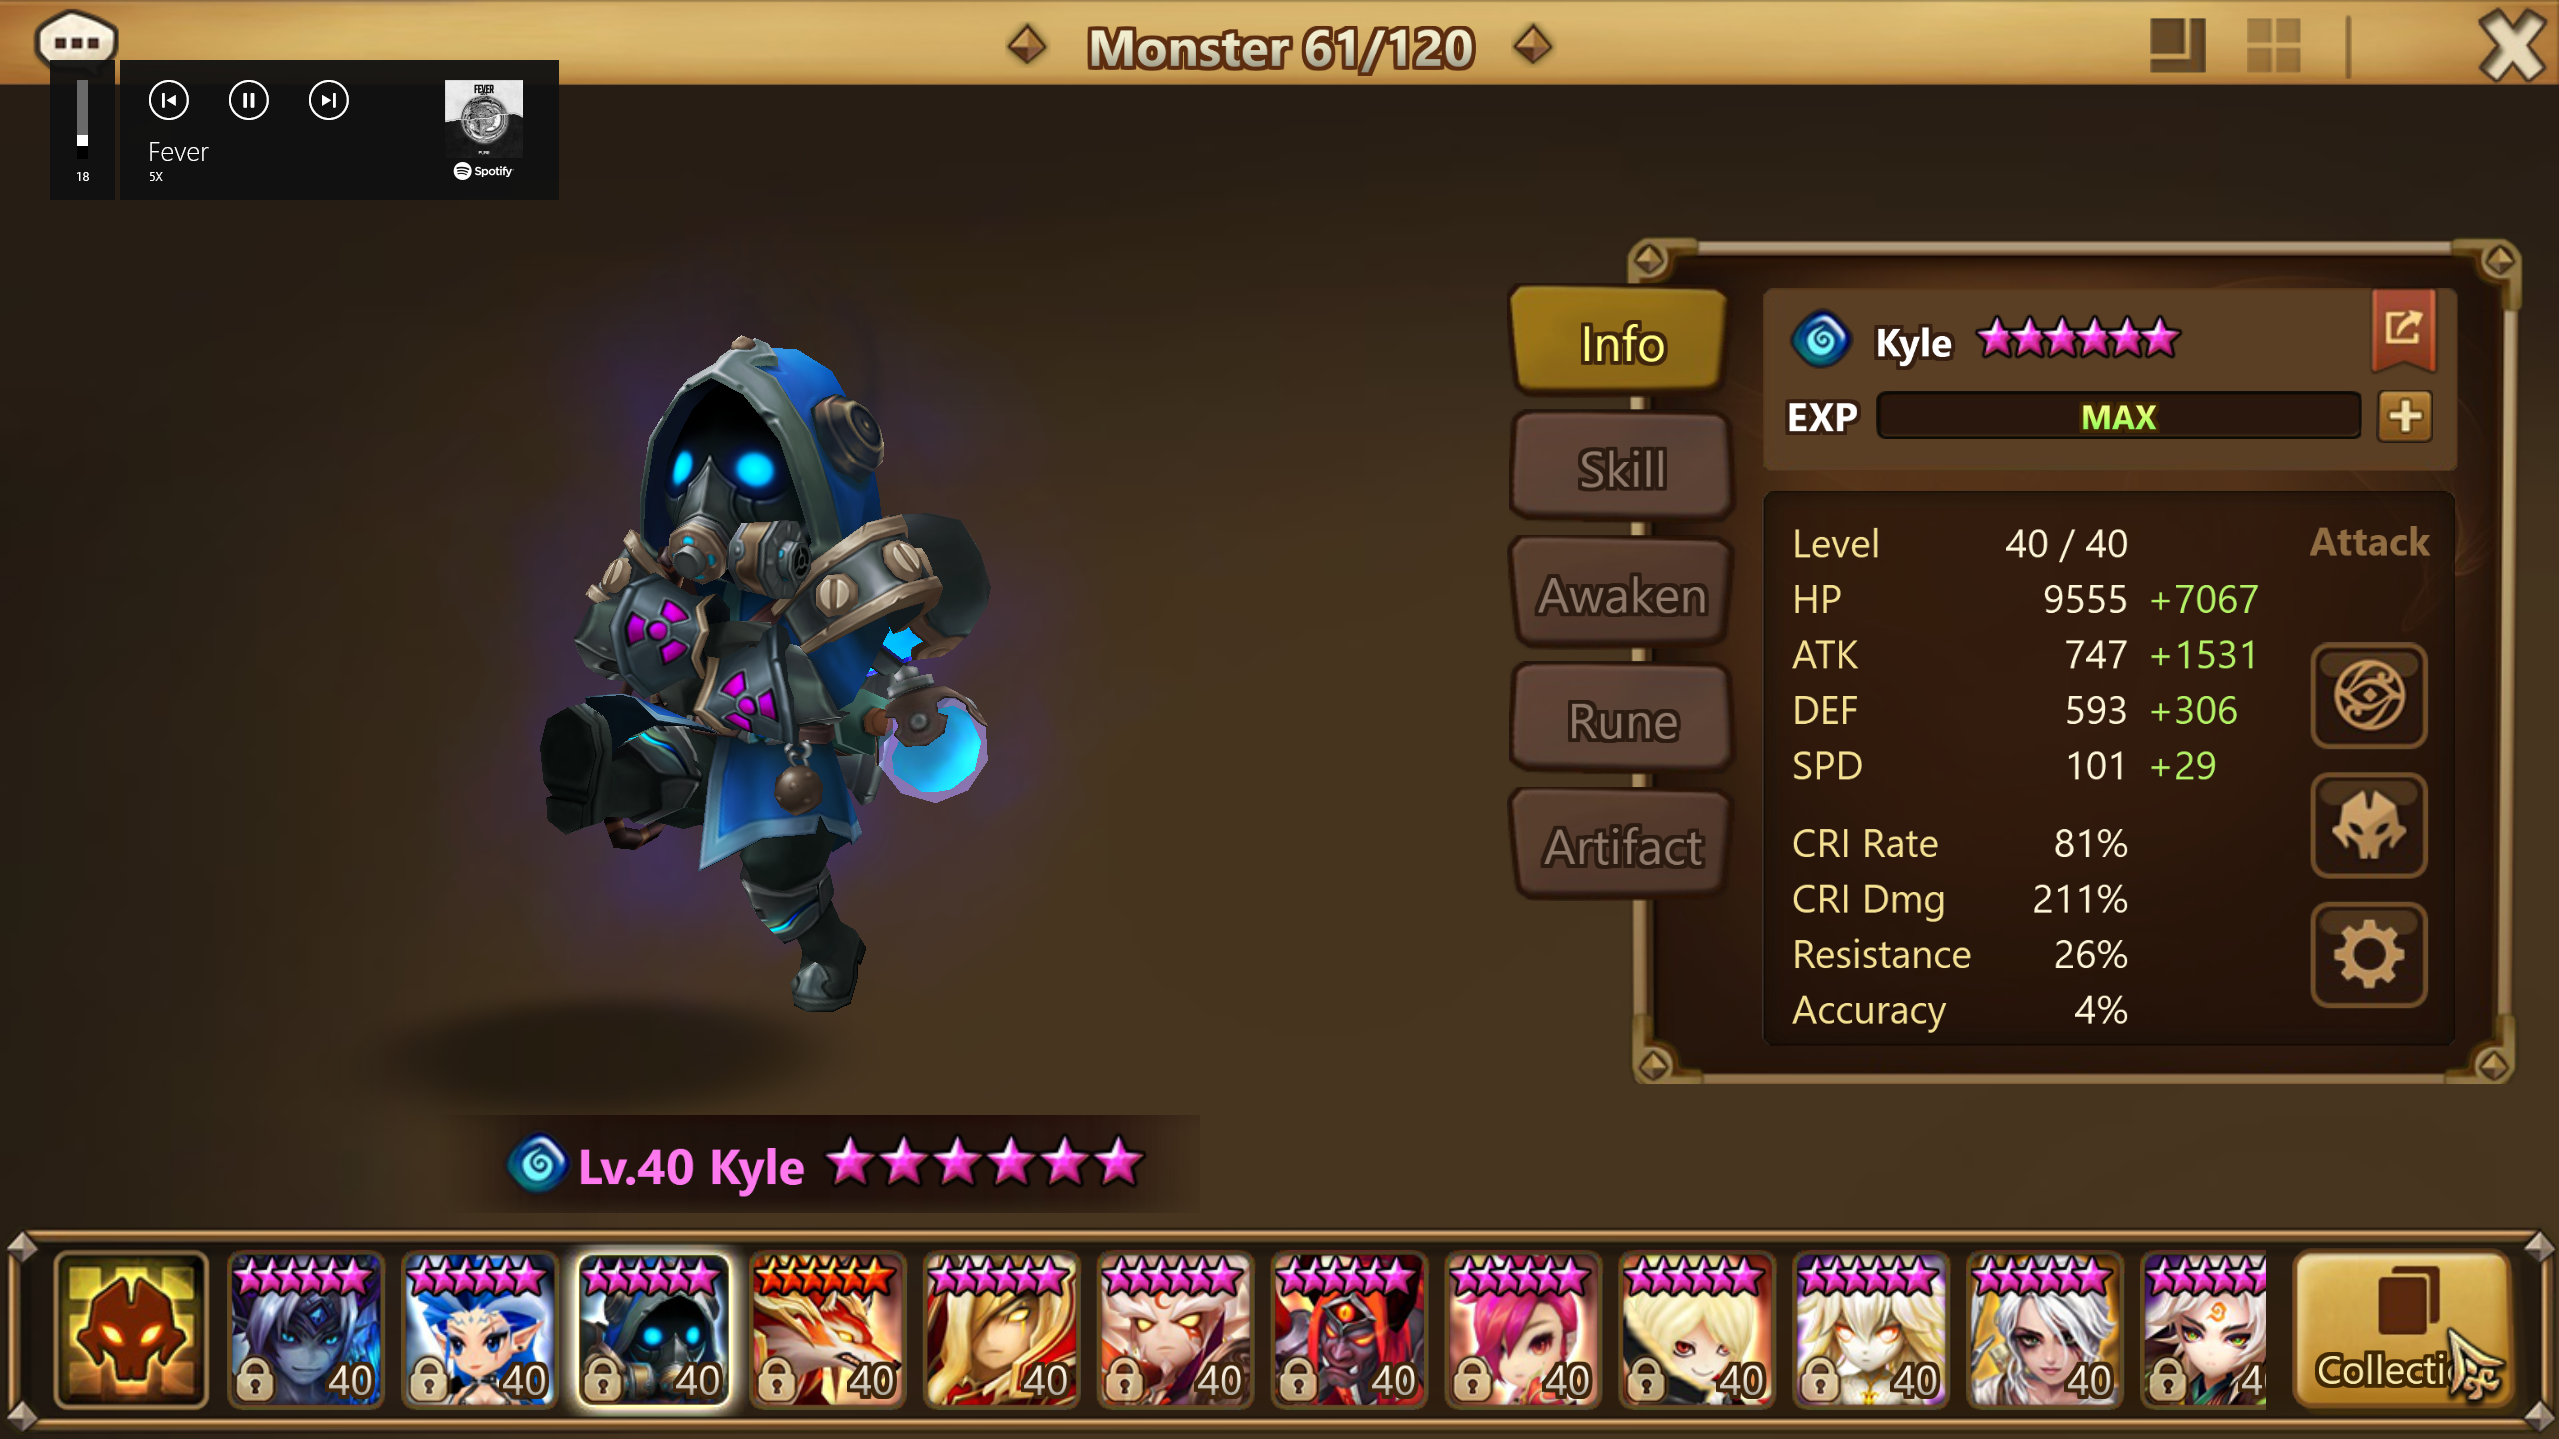 Monster 61/120
Fever
5X
18
FEVER
Spotify
Info
Skill
Awaken
Rune
Artifact
Kyle
EXP MAX
Level 40 / 40 Attack
HP 9555 +7067
ATK 747 +1531
DEF 593 +306
SPD 101 +29
CRI Rate 81%
CRI Dmg 211%
Resistance 26%
Accuracy 4%
Lv.40 Kyle
40 40 40 40 40 40 40 40 40 40 40 4
Collecti